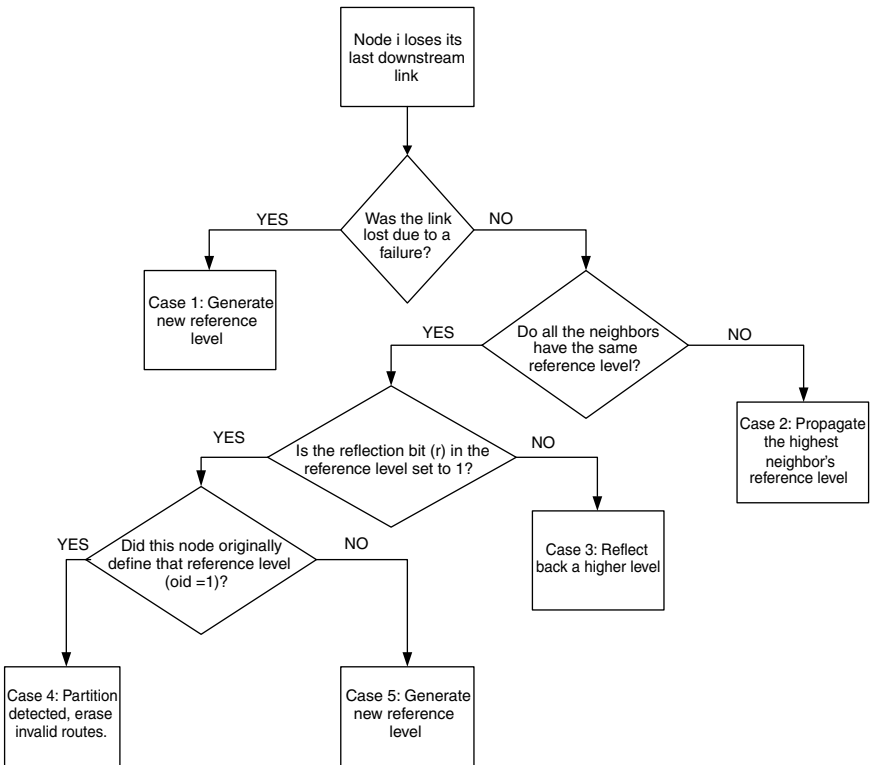 Node i loses its
last downstream
link
Was the link
lost due to a
failure?
YES
NO
Case 1: Generate
new reference
level
Do all the neighbors
have the same
reference level?
YES
NO
Case 2: Propagate
the highest
neighbor's
reference level
Is the reflection bit (r) in the
reference level set to 1?
YES
NO
Case 3: Reflect
back a higher level
Did this node originally
define that reference level
(oid =1)?
YES
NO
Case 4: Partition
detected, erase
invalid routes.
Case 5: Generate
new reference
level